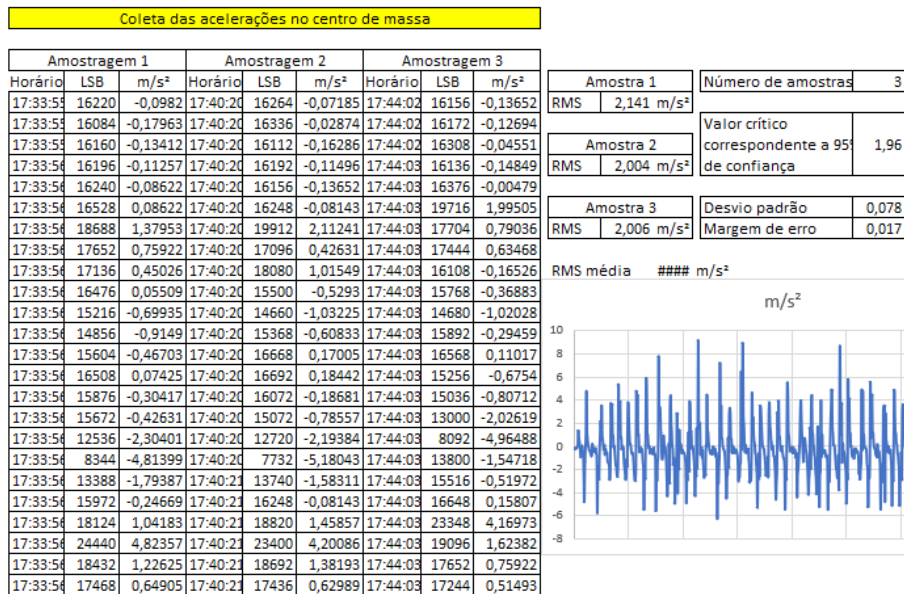 Coleta das acelerações no centro de massa
Amostragem 1 Amostragem 2 Amostragem 3
Horário LSB m/s² Horário LSB m/s² Horário LSB m/s²
17:33:55 16220 -0,0982 17:40:20 16264 -0,07185 17:44:02 16156 -0,13652
17:33:55 16084 -0,17963 17:40:20 16336 -0,02874 17:44:02 16172 -0,12694
17:33:55 16160 -0,13412 17:40:20 16112 -0,16286 17:44:02 16308 -0,04551
17:33:56 16196 -0,11257 17:40:20 16192 -0,11496 17:44:03 16136 -0,14849
17:33:56 16240 -0,08622 17:40:20 16156 -0,13652 17:44:03 16376 -0,00479
17:33:56 16528 0,08622 17:40:20 16248 -0,08143 17:44:03 19716 1,99505
17:33:56 18688 1,37953 17:40:20 19912 2,11241 17:44:03 17704 0,79036
17:33:56 17652 0,75922 17:40:20 17096 0,42631 17:44:03 17444 0,63468
17:33:56 17136 0,45026 17:40:20 18080 1,01549 17:44:03 16108 -0,16526
17:33:56 16476 0,05509 17:40:20 15500 -0,5293 17:44:03 15768 -0,36883
17:33:56 15216 -0,69935 17:40:20 14660 -1,03225 17:44:03 14680 -1,02028
17:33:56 14856 -0,9149 17:40:20 15368 -0,60833 17:44:03 15892 -0,29459
17:33:56 15604 -0,46703 17:40:20 16668 0,17005 17:44:03 16568 0,11017
17:33:56 16508 0,07425 17:40:20 16692 0,18442 17:44:03 15256 -0,6754
17:33:56 15876 -0,30417 17:40:20 16072 -0,18681 17:44:03 15036 -0,80712
17:33:56 15672 -0,42631 17:40:20 15072 -0,78557 17:44:03 13000 -2,02619
17:33:56 12536 -2,30401 17:40:20 12720 -2,19384 17:44:03 8092 -4,96488
17:33:56 8344 -4,81399 17:40:20 7732 -5,18043 17:44:03 13800 -1,54718
17:33:56 13388 -1,79387 17:40:21 13740 -1,58311 17:44:03 15516 -0,51972
17:33:56 15972 -0,24669 17:40:21 16248 -0,08143 17:44:03 16648 0,15807
17:33:56 18124 1,04183 17:40:21 18820 1,45857 17:44:03 23348 4,16973
17:33:56 24440 4,82357 17:40:21 23400 4,20086 17:44:03 19096 1,62382
17:33:56 18432 1,22625 17:40:21 18692 1,38193 17:44:03 17652 0,75922
17:33:56 17468 0,64905 17:40:21 17436 0,62989 17:44:03 17244 0,51493
Amostra 1
RMS 2,141 m/s²
Amostra 2
RMS 2,004 m/s²
Amostra 3
RMS 2,006 m/s²
Número de amostras 3
Valor crítico
correspondente a 95 1,96
de confiança
Desvio padrão 0,078
Margem de erro 0,017
RMS média #### m/s²
m/s²
10
8
6
4
2
0
-2
-4
-6
-8